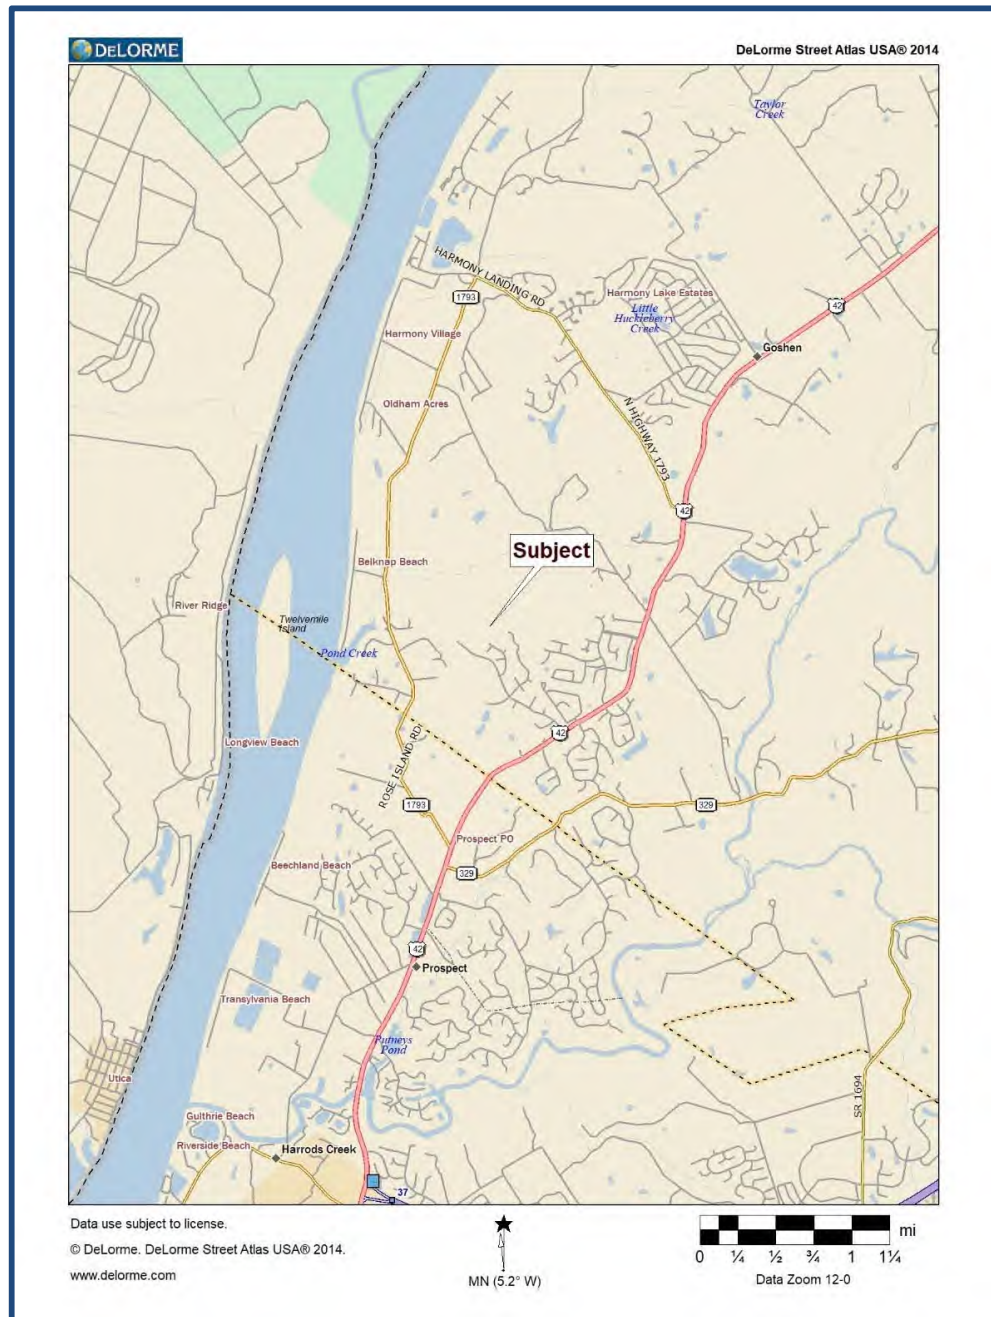 DELORME
DeLorme Street Atlas USA® 2014
Taylor
Creek
HARMONY LANDING RD
1793
Harmony Lake Estates
Little
Huckleberry
Creek
42
Harmony Village
Goshen
Oldham Acres
N HIGHWAY 1793
42
Subject
Belknap Beach
River Ridge
Twelvemile
Island
Pond Creek
42
Longview Beach
ROSE ISLAND RD
1793
329
Prospect PO
Beechland Beach
329
42
Prospect
Transylvania Beach
Putneys
Pond
Utica
SR 1694
Gulthrie Beach
Riverside Beach
Harrods Creek
37
Data use subject to license.
© DeLorme. DeLorme Street Atlas USA® 2014.
www.delorme.com
MN (5.2° W)
mi
0 ¼ ½ ¾ 1 1¼
Data Zoom 12-0